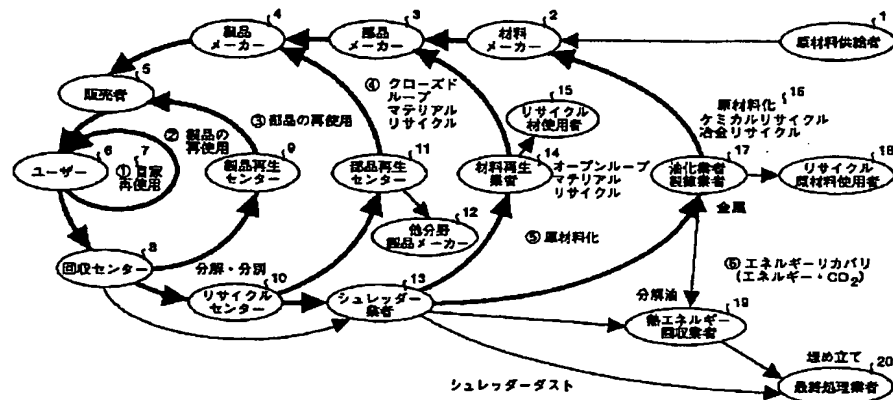 4
製品
メーカー
3
部品
メーカー
2
材料
メーカー
1
原材料供給者
5
販売者
④ クローズド
ループ
マテリアル
リサイクル
15
リサイクル
材使用者
原材料化 16
ケミカルリサイクル
冶金リサイクル
③ 部品の再使用
② 製品の
再使用
6
ユーザー
7
①自家
再使用
9
製品再生
センター
11
部品再生
センター
14
材料再生
業者
オープンループ
マテリアル
リサイクル
17
油化業者
製錬業者
18
リサイクル
原材料使用者
金属
12
他分野
製品メーカー
⑤ 原材料化
8
回収センター
分解・分別
10
リサイクル
センター
13
シュレッダー
業者
⑥ エネルギーリカバリ
(エネルギー・CO₂)
分解油
19
熱エネルギー
回収業者
埋め立て
20
最終処理業者
シュレッダーダスト